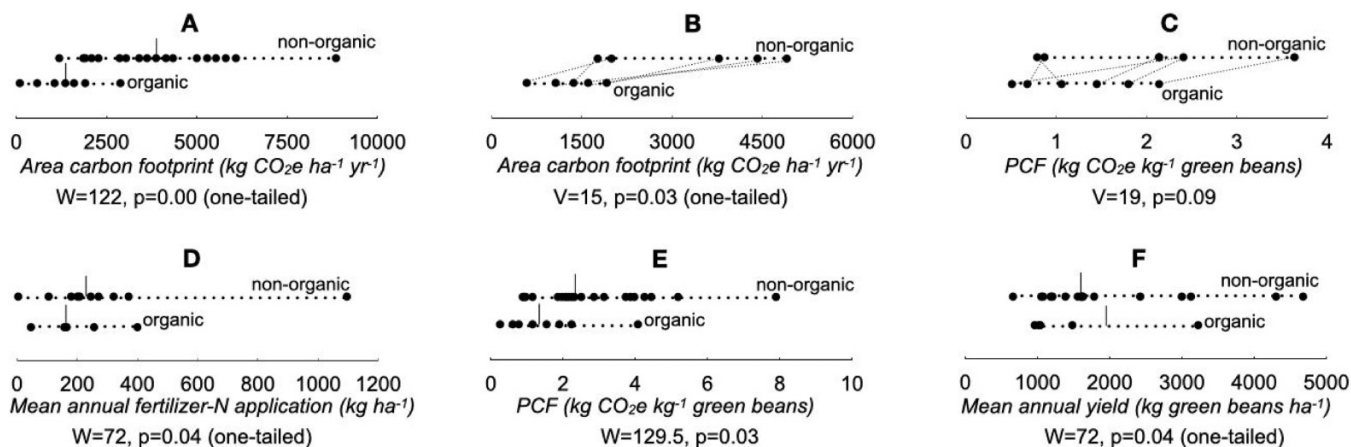 A
non-organic
organic
0 2500 5000 7500 10000
Area carbon footprint (kg CO₂e ha⁻¹ yr⁻¹)
W=122, p=0.00 (one-tailed)
B
non-organic
organic
0 1500 3000 4500 6000
Area carbon footprint (kg CO₂e ha⁻¹ yr⁻¹)
V=15, p=0.03 (one-tailed)
C
non-organic
organic
0 1 2 3 4
PCF (kg CO₂e kg⁻¹ green beans)
V=19, p=0.09
D
non-organic
organic
0 200 400 600 800 1000 1200
Mean annual fertilizer-N application (kg ha⁻¹)
W=72, p=0.04 (one-tailed)
E
non-organic
organic
0 2 4 6 8 10
PCF (kg CO₂e kg⁻¹ green beans)
W=129.5, p=0.03
F
non-organic
organic
0 1000 2000 3000 4000 5000
Mean annual yield (kg green beans ha⁻¹)
W=72, p=0.04 (one-tailed)